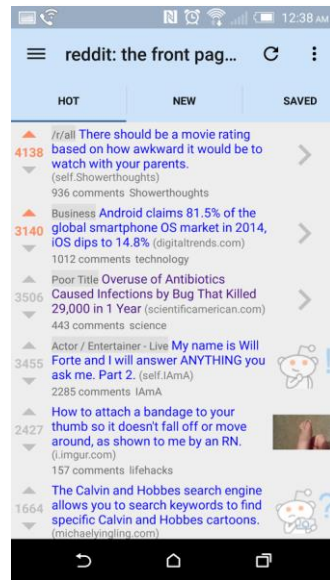 12:38 AM
reddit: the front pag...
HOT NEW SAVED
/r/all There should be a movie rating
4138 based on how awkward it would be to
watch with your parents.
(self.Showerthoughts)
936 comments Showerthoughts
Business Android claims 81.5% of the
3140 global smartphone OS market in 2014,
iOS dips to 14.8% (digitaltrends.com)
1012 comments technology
Poor Title Overuse of Antibiotics
3506 Caused Infections by Bug That Killed
29,000 in 1 Year (scientificamerican.com)
443 comments science
Actor / Entertainer - Live My name is Will
3455 Forte and I will answer ANYTHING you
ask me. Part 2. (self.IAmA)
2285 comments IAmA
How to attach a bandage to your
2427 thumb so it doesn't fall off or move
around, as shown to me by an RN.
(i.imgur.com)
157 comments lifehacks
The Calvin and Hobbes search engine
1664 allows you to search keywords to find
specific Calvin and Hobbes cartoons.
(michaelyingling.com)